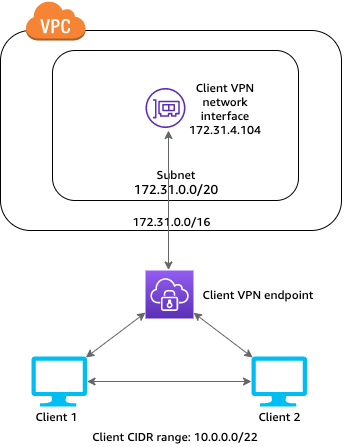 VPC
Client VPN
network
interface
172.31.4.104
Subnet
172.31.0.0/20
172.31.0.0/16
Client VPN endpoint
Client 1
Client 2
Client CIDR range: 10.0.0.0/22